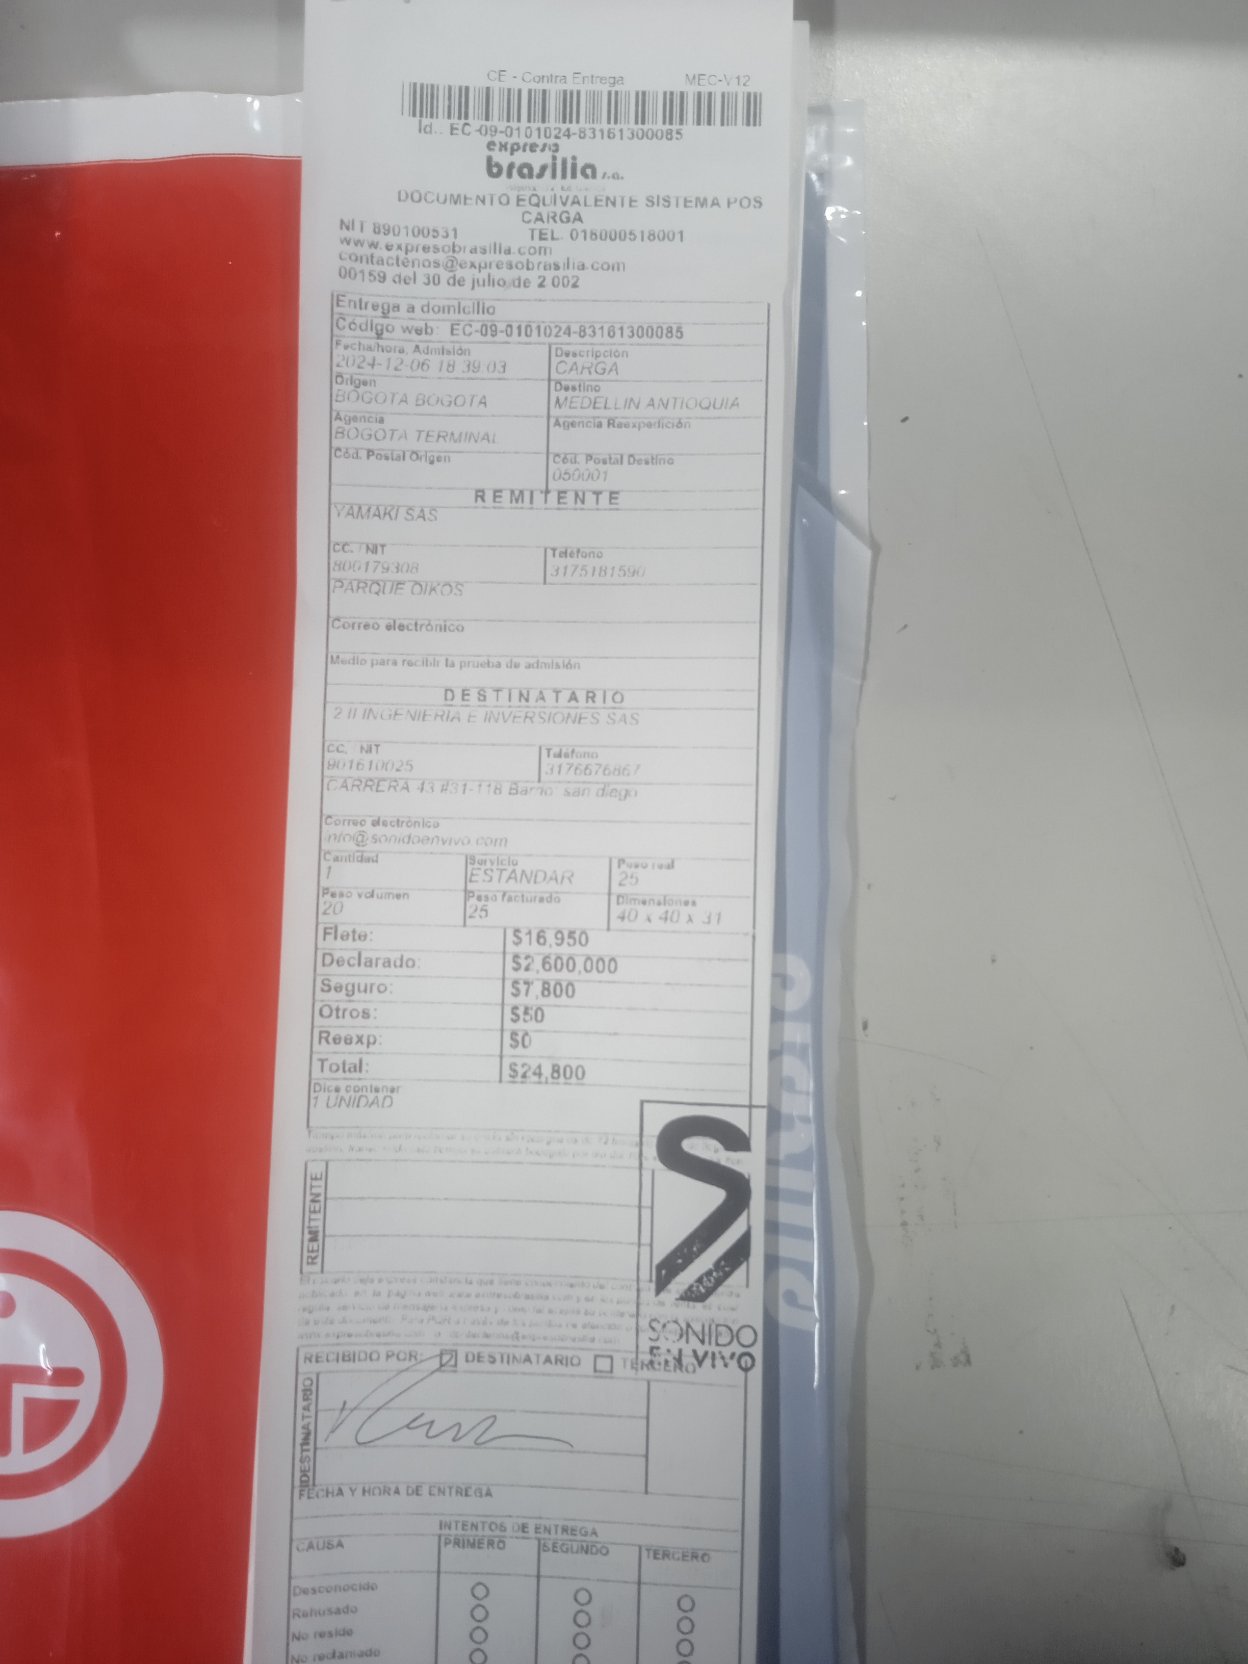 CE - Contra Entrega MEC-V12
Id.. EC-09-0101024-83161300085
expreso
brasilia s.a.
DOCUMENTO EQUIVALENTE SISTEMA POS
CARGA
NIT 890100531 TEL. 018000518001
www.expresobrasilia.com
contactenos@expresobrasilia.com
00159 del 30 de julio de 2 002
Entrega a domicilio
Código web: EC-09-0101024-83161300085
Fecha/hora. Admisión Descripción
2024-12-06 18 39 03 CARGA
Origen Destino
BOGOTA BOGOTA MEDELLIN ANTIOQUIA
Agencia Agencia Reexpedición
BOGOTA TERMINAL
Cód. Postal Origen Cód. Postal Destino
050001
REMITENTE
YAMAKI SAS
CC. NIT Teléfono
800179308 3175181590
PARQUE OIKOS
Correo electrónico
Medio para recibir la prueba de admisión
DESTINATARIO
2 II INGENIERIA E INVERSIONES SAS
CC. NIT Teléfono
901610025 3176676867
CARRERA 43 #31-118 Barrio: san diego
Correo electrónico
info@sonidoenvivo.com
Cantidad Servicio Peso real
1 ESTANDAR 25
Peso volumen Peso facturado Dimensiones
20 25 40 x 40 x 31
Flete: $16,950
Declarado: $2,600,000
Seguro: $7,800
Otros: $50
Reexp: $0
Total: $24,800
Dice contener
1 UNIDAD
REMITENTE
SONIDO
EN VIVO
RECIBIDO POR: DESTINATARIO TERCERO
DESTINATARIO
FECHA Y HORA DE ENTREGA
INTENTOS DE ENTREGA
CAUSA PRIMERO SEGUNDO TERCERO
Desconocido
Rehusado
No reside
No reclamado